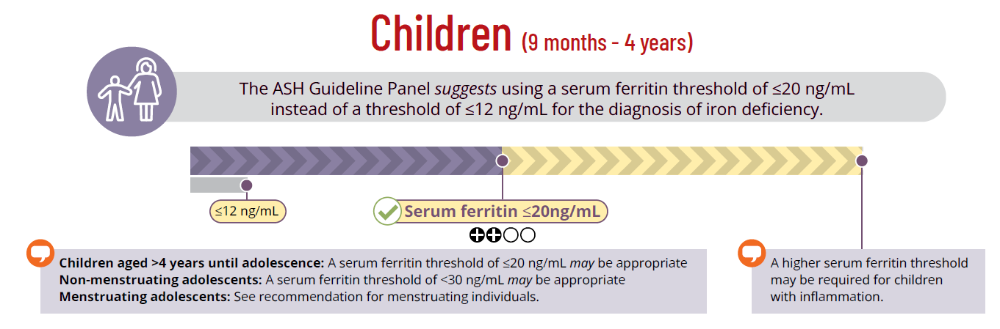 Children (9 months - 4 years)
The ASH Guideline Panel suggests using a serum ferritin threshold of ≤20 ng/mL
instead of a threshold of ≤12 ng/mL for the diagnosis of iron deficiency.
≤12 ng/mL
Serum ferritin ≤20ng/mL
Children aged >4 years until adolescence: A serum ferritin threshold of ≤20 ng/mL may be appropriate
Non-menstruating adolescents: A serum ferritin threshold of <30 ng/mL may be appropriate
Menstruating adolescents: See recommendation for menstruating individuals.
A higher serum ferritin threshold
may be required for children
with inflammation.